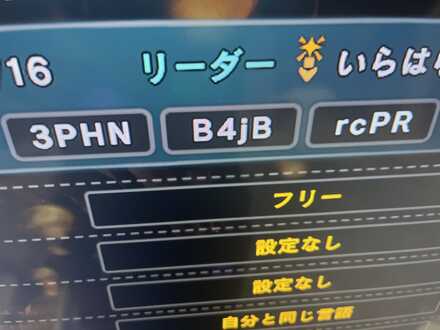 /16 リーダー いらは
3PHN B4jB rcPR
フリー
設定なし
設定なし
自分と同じ言語